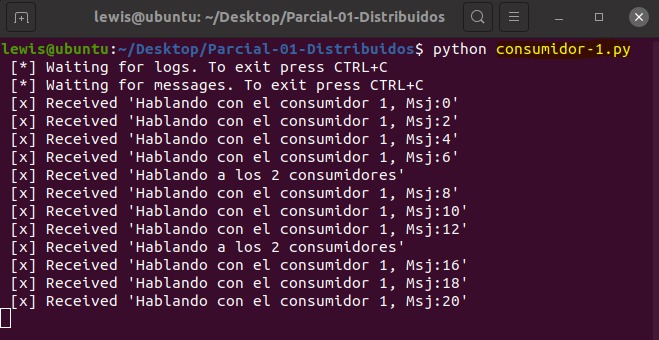 lewis@ubuntu: ~/Desktop/Parcial-01-Distribuidos
lewis@ubuntu:~/Desktop/Parcial-01-Distribuidos$ python consumidor-1.py
[*] Waiting for logs. To exit press CTRL+C
[*] Waiting for messages. To exit press CTRL+C
[x] Received 'Hablando con el consumidor 1, Msj:0'
[x] Received 'Hablando con el consumidor 1, Msj:2'
[x] Received 'Hablando con el consumidor 1, Msj:4'
[x] Received 'Hablando con el consumidor 1, Msj:6'
[x] Received 'Hablando a los 2 consumidores'
[x] Received 'Hablando con el consumidor 1, Msj:8'
[x] Received 'Hablando con el consumidor 1, Msj:10'
[x] Received 'Hablando con el consumidor 1, Msj:12'
[x] Received 'Hablando a los 2 consumidores'
[x] Received 'Hablando con el consumidor 1, Msj:16'
[x] Received 'Hablando con el consumidor 1, Msj:18'
[x] Received 'Hablando con el consumidor 1, Msj:20'